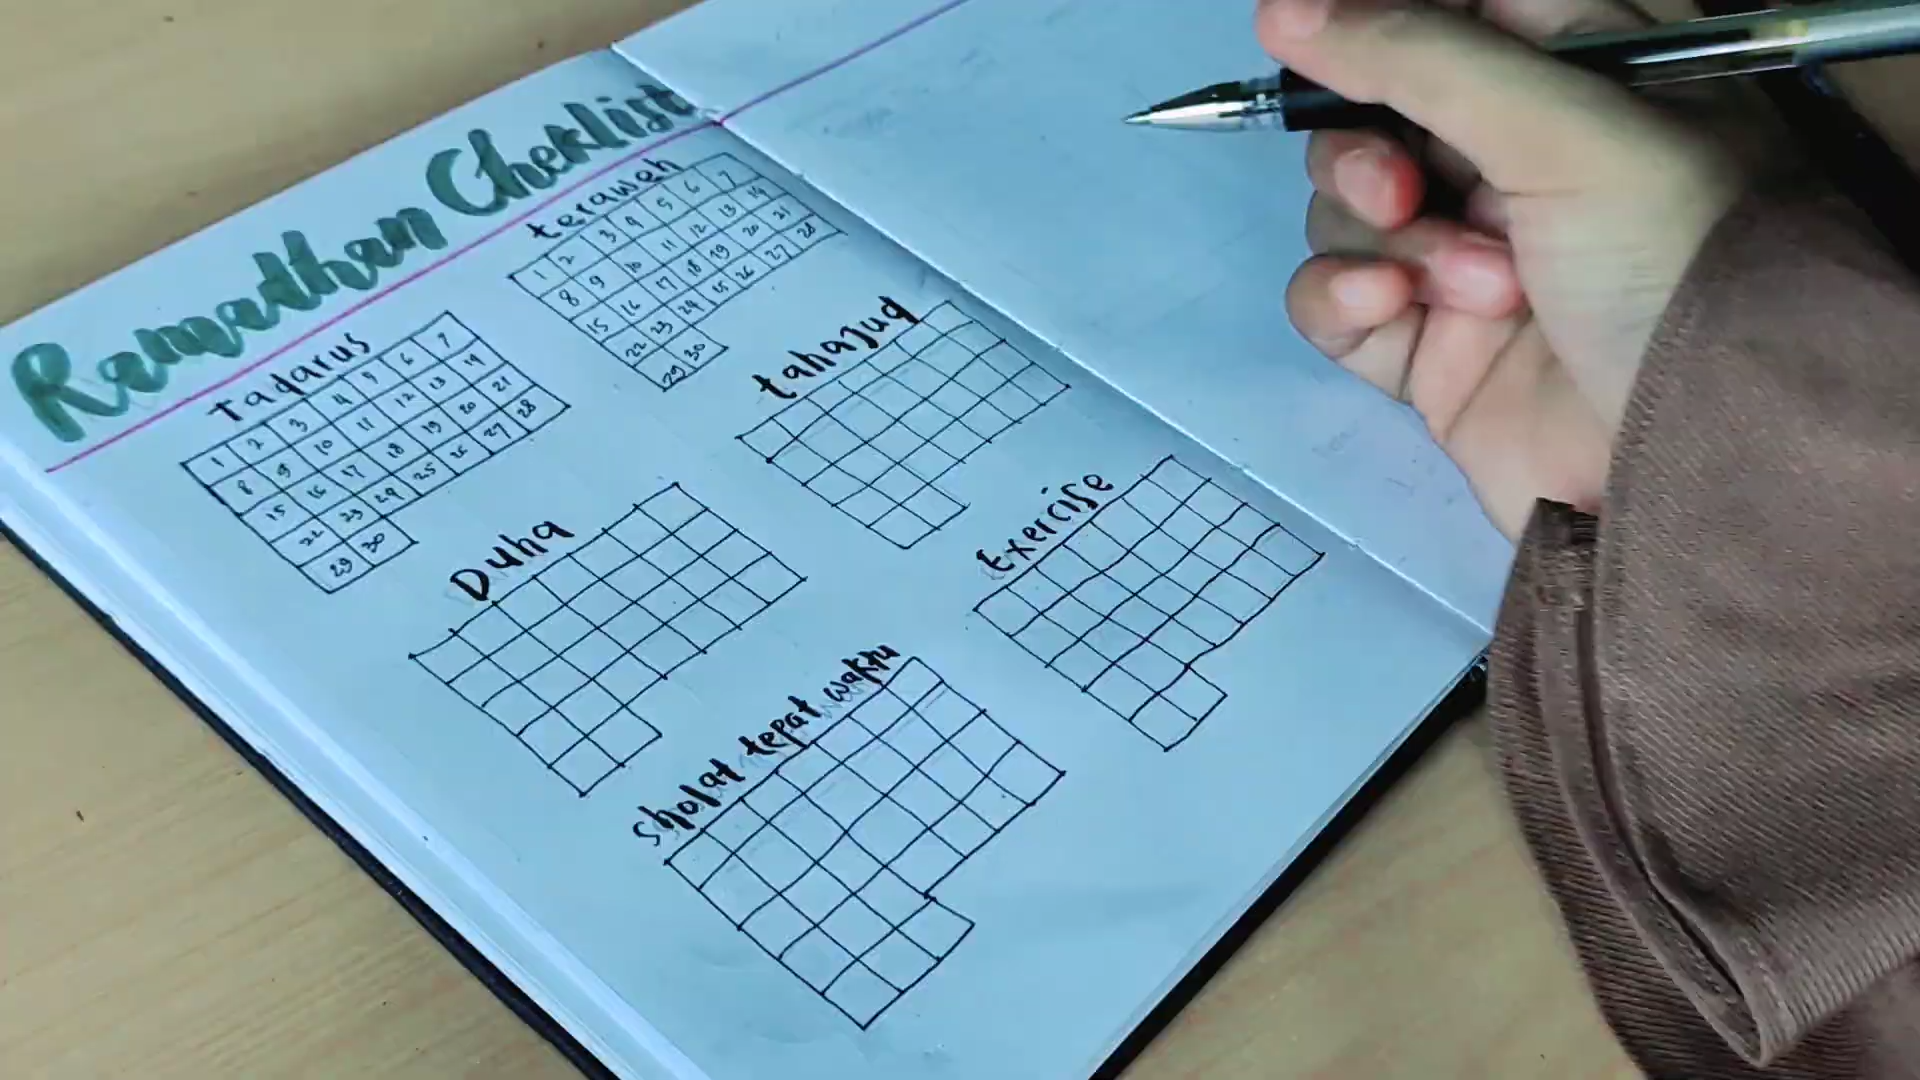 Ramadhan Cheklist
Tadarus
1 2 3 4 5 6 7
8 9 10 11 12 13 14
15 16 17 18 19 20 21
22 23 24 25 26 27 28
29 30
teraweh
1 2 3 4 5 6 7
8 9 10 11 12 13 14
15 16 17 18 19 20 21
22 23 24 25 26 27 28
29 30
Duha
tahajud
sholat tepat waktu
Exercise